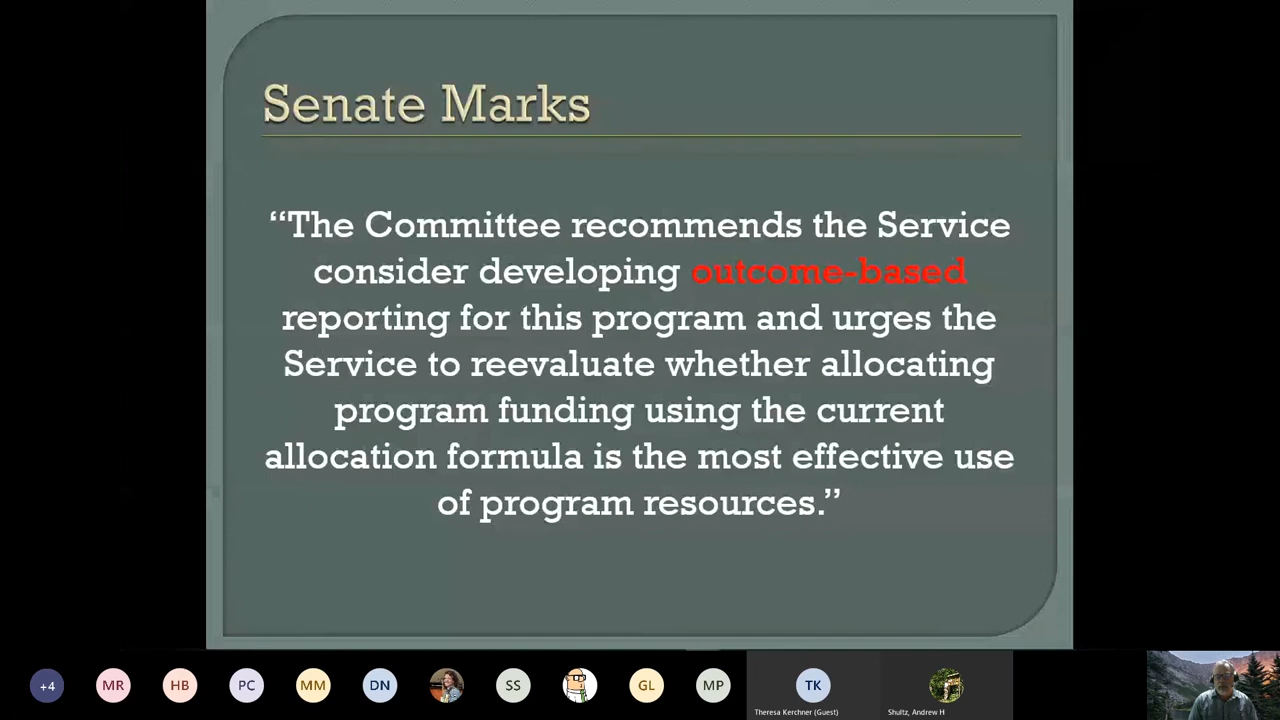 Senate Marks
“The Committee recommends the Service
consider developing outcome-based
reporting for this program and urges the
Service to reevaluate whether allocating
program funding using the current
allocation formula is the most effective use
of program resources.”
+4
MR
HB
PC
MM
DN
SS
GL
MP
TK
Theresa Kerchner (Guest)
Shultz, Andrew H